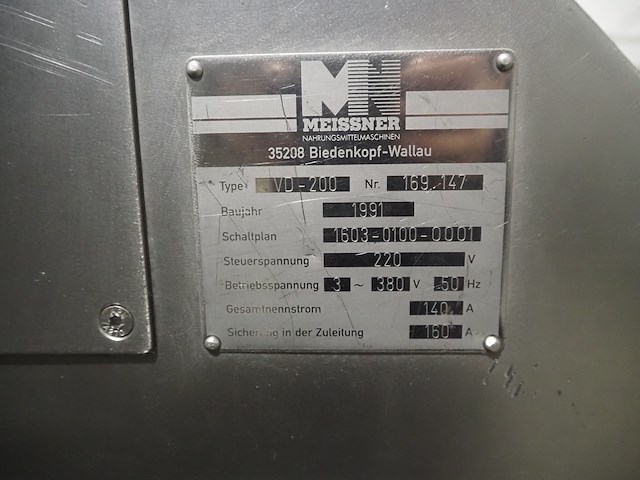 MN
MEISSNER
NAHRUNGSMITTELMASCHINEN
35208 Biedenkopf-Wallau
Type VD-200 Nr. 169.147
Baujahr 1991
Schaltplan 1603-0100-0001
Steuerspannung 220 V
Betriebsspannung 3 ~ 380 V 50 Hz
Gesamtnennstrom 140 A
Sicherung in der Zuleitung 160 A